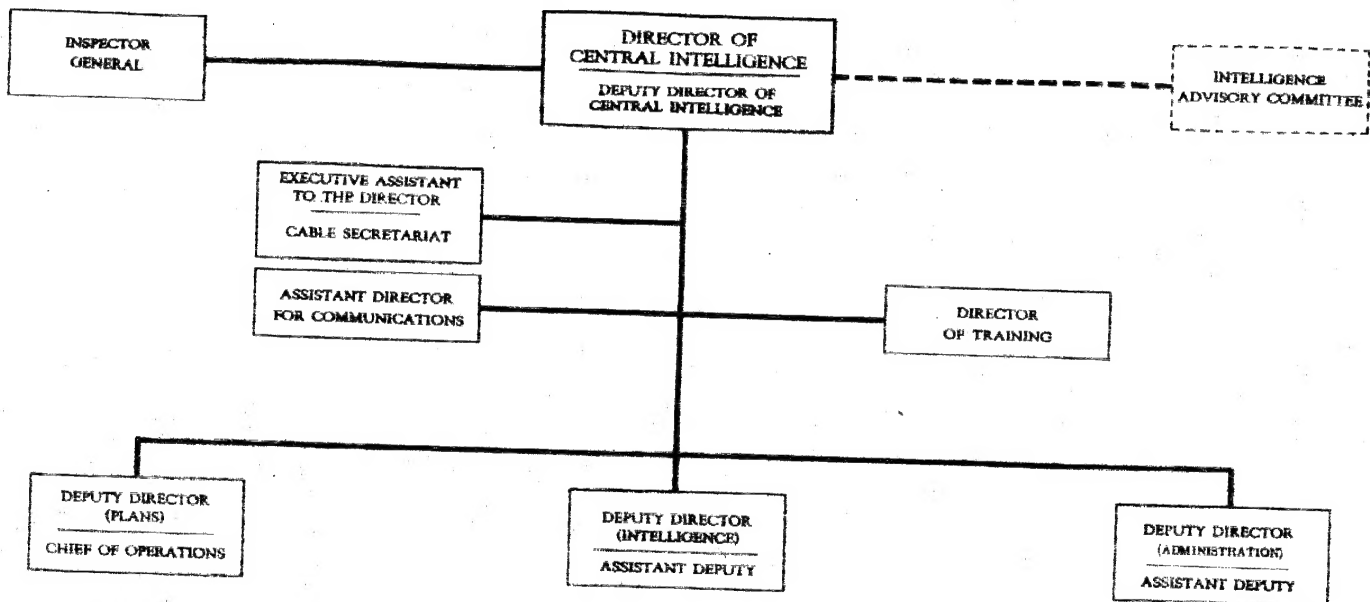 INSPECTOR
GENERAL
DIRECTOR OF
CENTRAL INTELLIGENCE
DEPUTY DIRECTOR OF
CENTRAL INTELLIGENCE
INTELLIGENCE
ADVISORY COMMITTEE
EXECUTIVE ASSISTANT
TO THE DIRECTOR
CABLE SECRETARIAT
ASSISTANT DIRECTOR
FOR COMMUNICATIONS
DIRECTOR
OF TRAINING
DEPUTY DIRECTOR
(PLANS)
CHIEF OF OPERATIONS
DEPUTY DIRECTOR
(INTELLIGENCE)
ASSISTANT DEPUTY
DEPUTY DIRECTOR
(ADMINISTRATION)
ASSISTANT DEPUTY